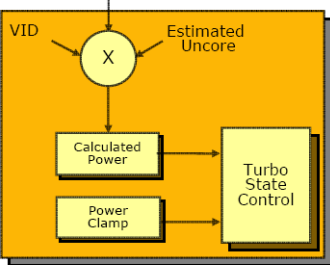 VID
Estimated
Uncore
X
Calculated
Power
Turbo
State
Control
Power
Clamp